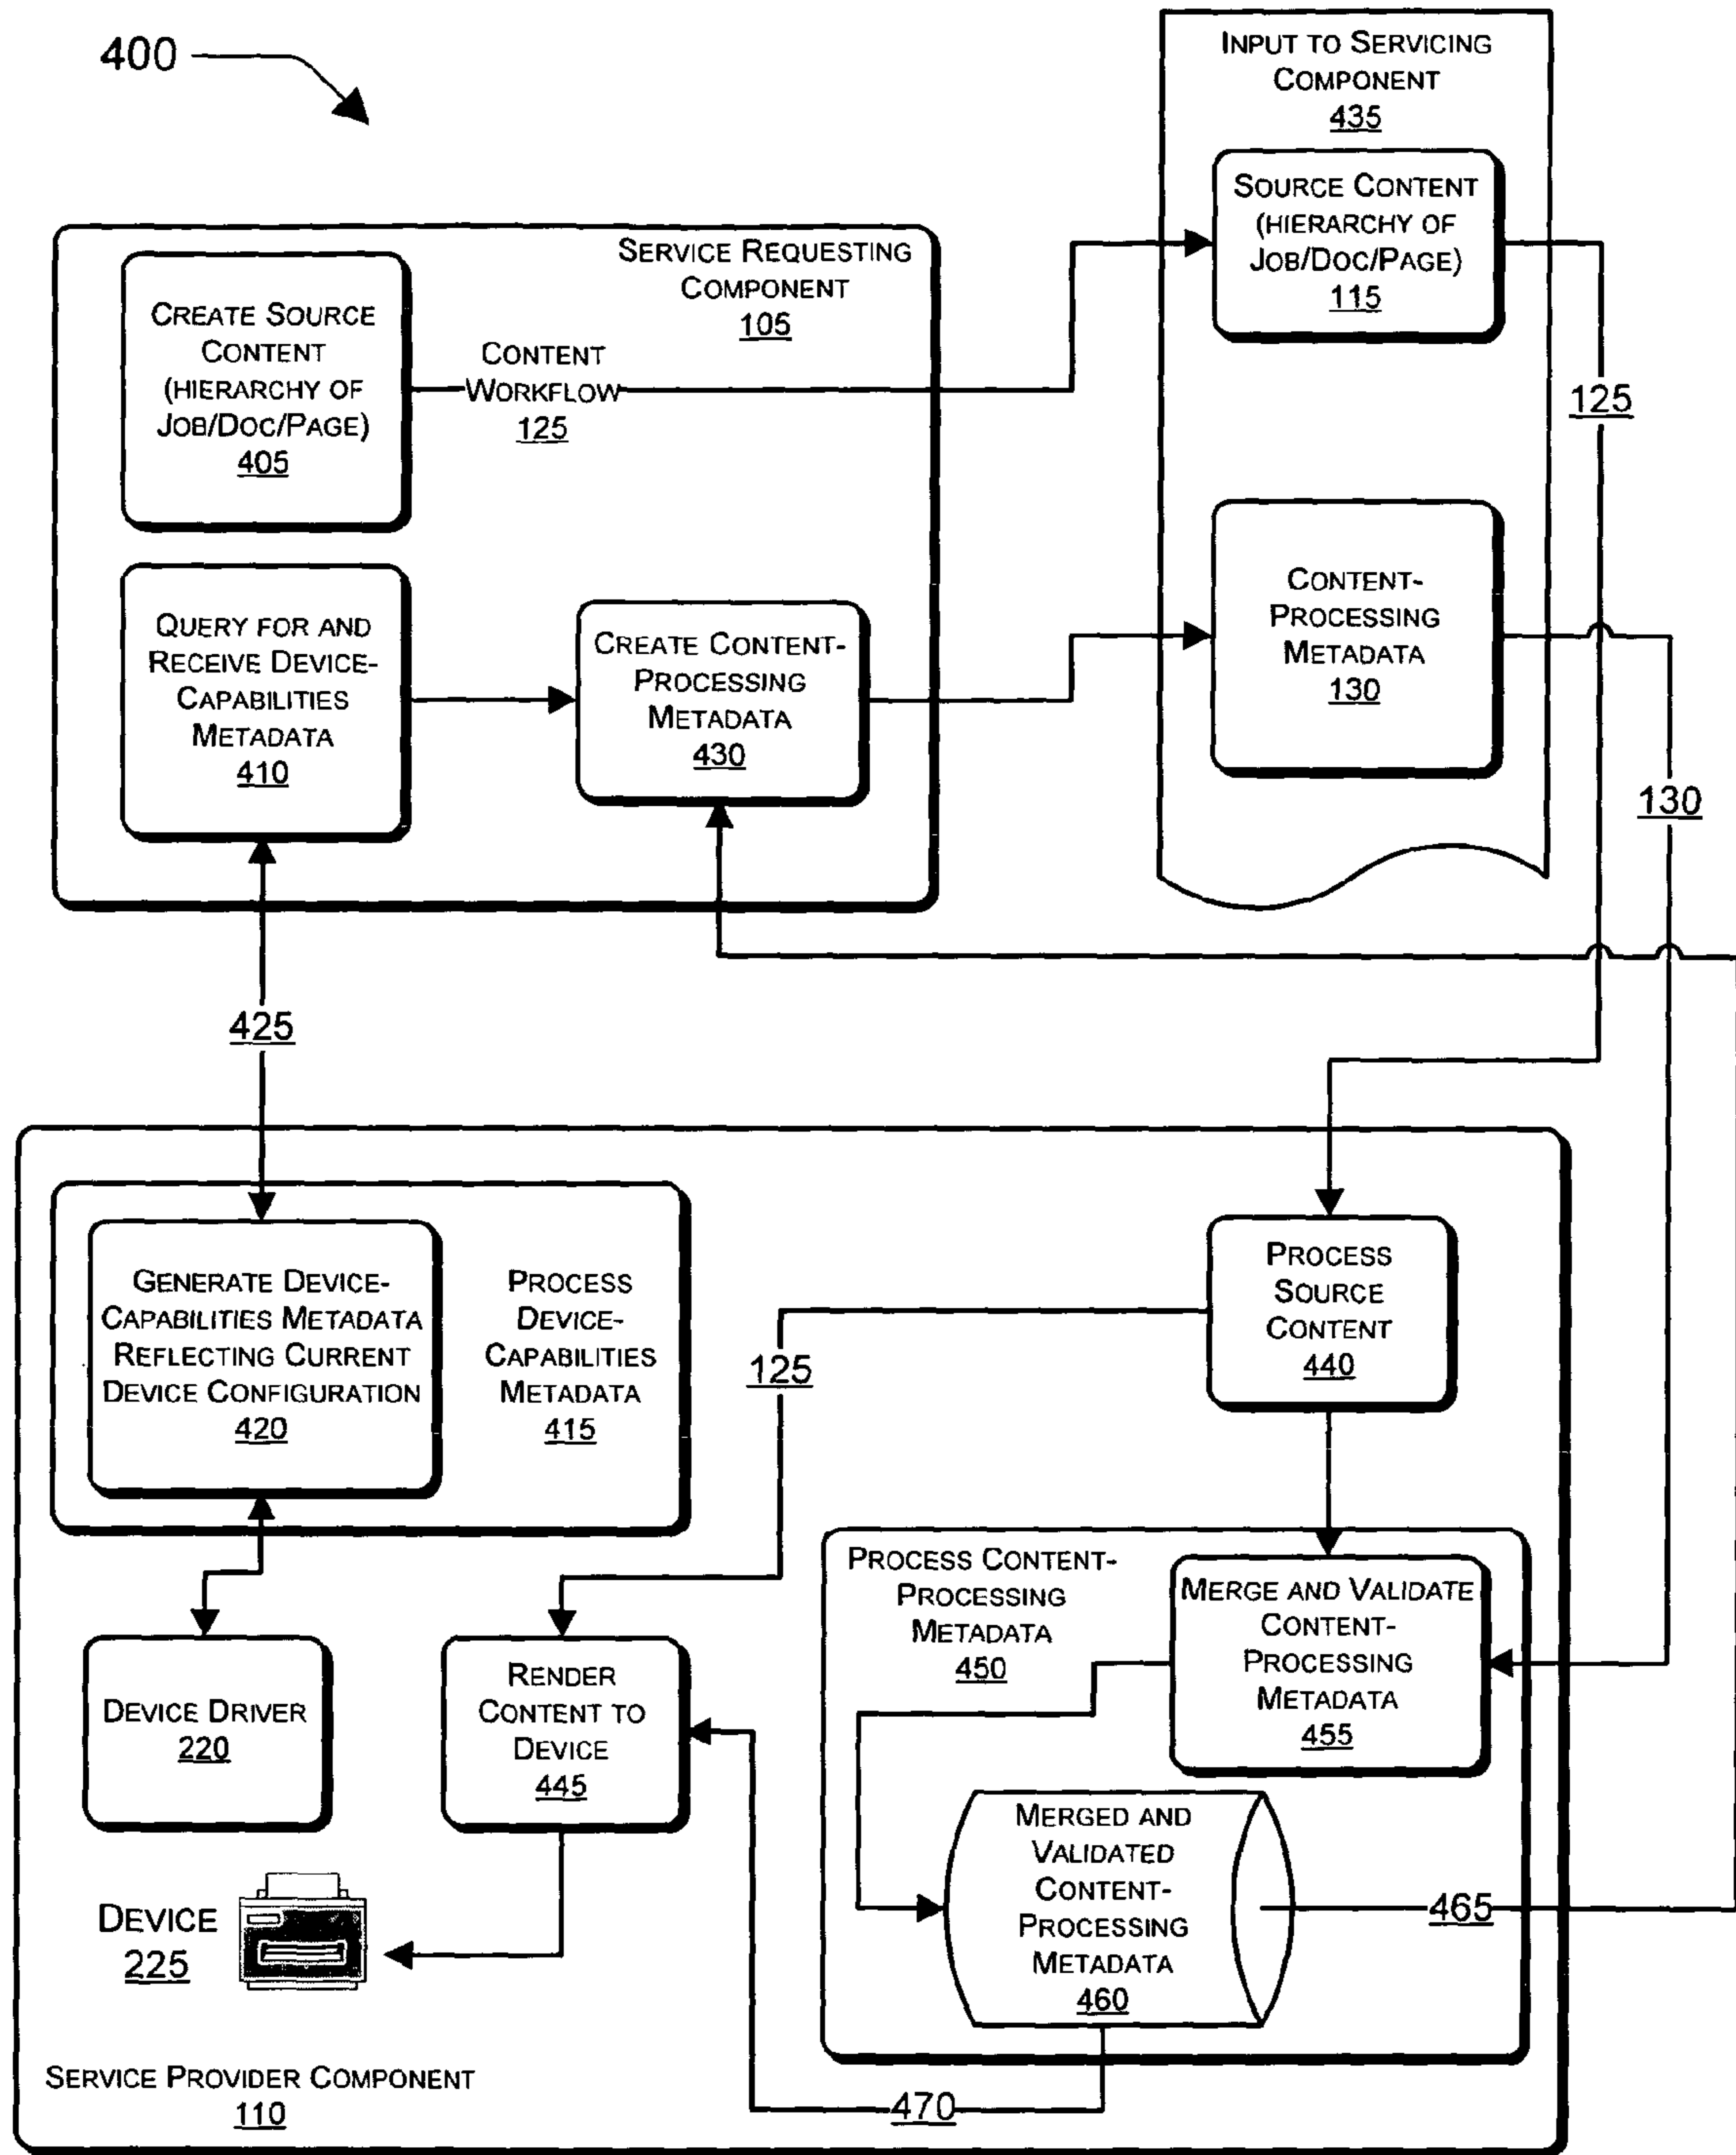 400
INPUT TO SERVICING
COMPONENT
435
SOURCE CONTENT
(HIERARCHY OF
JOB/DOC/PAGE)
115
SERVICE REQUESTING
COMPONENT
105
CREATE SOURCE
CONTENT
(HIERARCHY OF
JOB/DOC/PAGE)
405
CONTENT
WORKFLOW
125
125
QUERY FOR AND
RECEIVE DEVICE-
CAPABILITIES
METADATA
410
CREATE CONTENT-
PROCESSING
METADATA
430
CONTENT-
PROCESSING
METADATA
130
130
425
GENERATE DEVICE-
CAPABILITIES METADATA
REFLECTING CURRENT
DEVICE CONFIGURATION
420
PROCESS
DEVICE-
CAPABILITIES
METADATA
415
125
PROCESS
SOURCE
CONTENT
440
DEVICE DRIVER
220
RENDER
CONTENT TO
DEVICE
445
PROCESS CONTENT-
PROCESSING
METADATA
450
MERGE AND VALIDATE
CONTENT-
PROCESSING
METADATA
455
MERGED AND
VALIDATED
CONTENT-
PROCESSING
METADATA
460
465
DEVICE
225
470
SERVICE PROVIDER COMPONENT
110